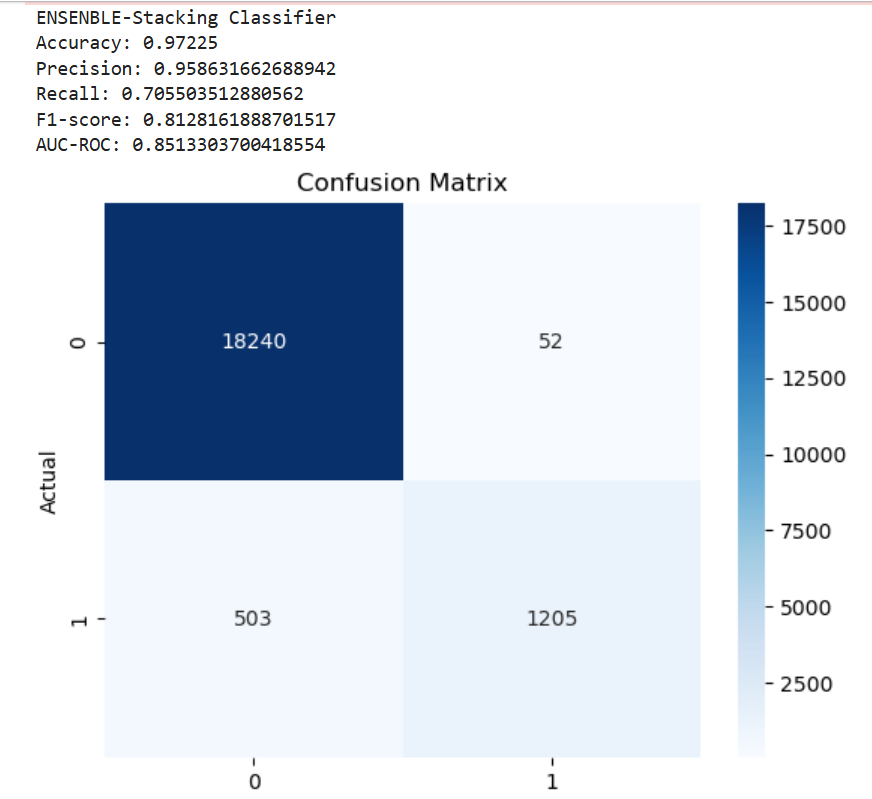 ENSENBLE-Stacking Classifier
Accuracy: 0.97225
Precision: 0.958631662688942
Recall: 0.705503512880562
F1-score: 0.8128161888701517
AUC-ROC: 0.8513303700418554
Confusion Matrix
17500
15000
12500
10000
7500
5000
2500
0
18240
52
Actual
1
503
1205
0
1